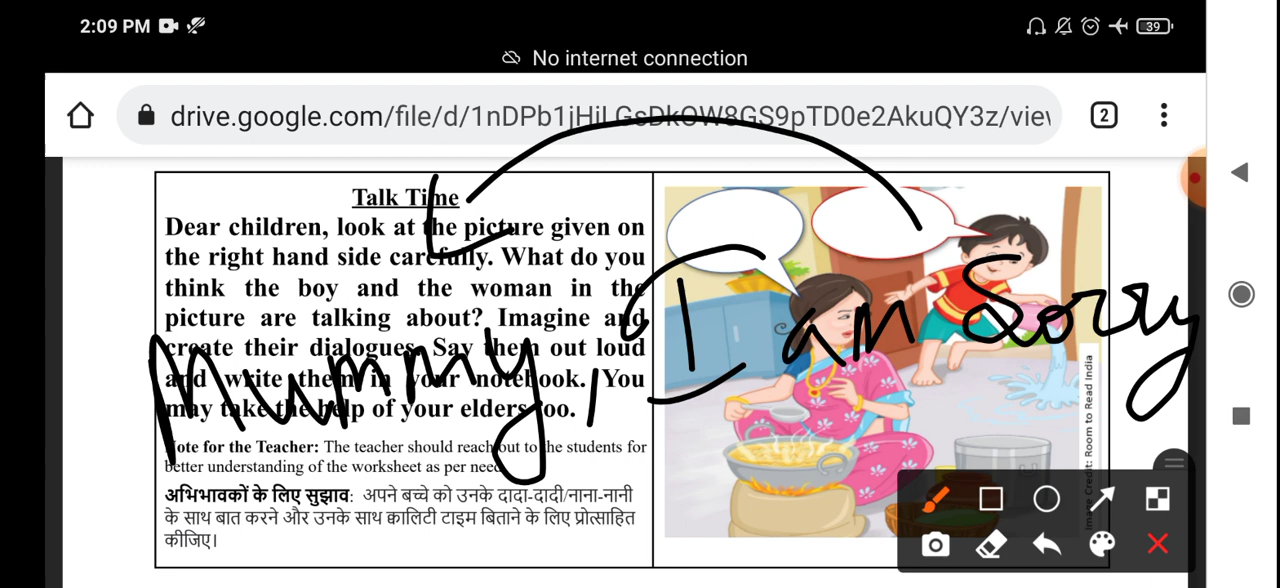 2:09 PM
39
No internet connection
drive.google.com/file/d/1nDPb1jHiLGsDkOW8GS9pTD0e2AkuQY3z/view
2
Talk Time
Dear children, look at the picture given on
the right hand side carefully. What do you
think the boy and the woman in the
picture are talking about? Imagine and
create their dialogues. Say them out loud
and write them in your notebook. You
may take the help of your elders too.
Note for the Teacher: The teacher should reach out to the students for
better understanding of the worksheet as per need.
अभिभावकों के लिए सुझाव: अपने बच्चे को उनके दादा-दादी/नाना-नानी
के साथ बात करने और उनके साथ क्वालिटी टाइम बिताने के लिए प्रोत्साहित
कीजिए।
Mummy, I am Sorry
Image Credit: Room to Read India